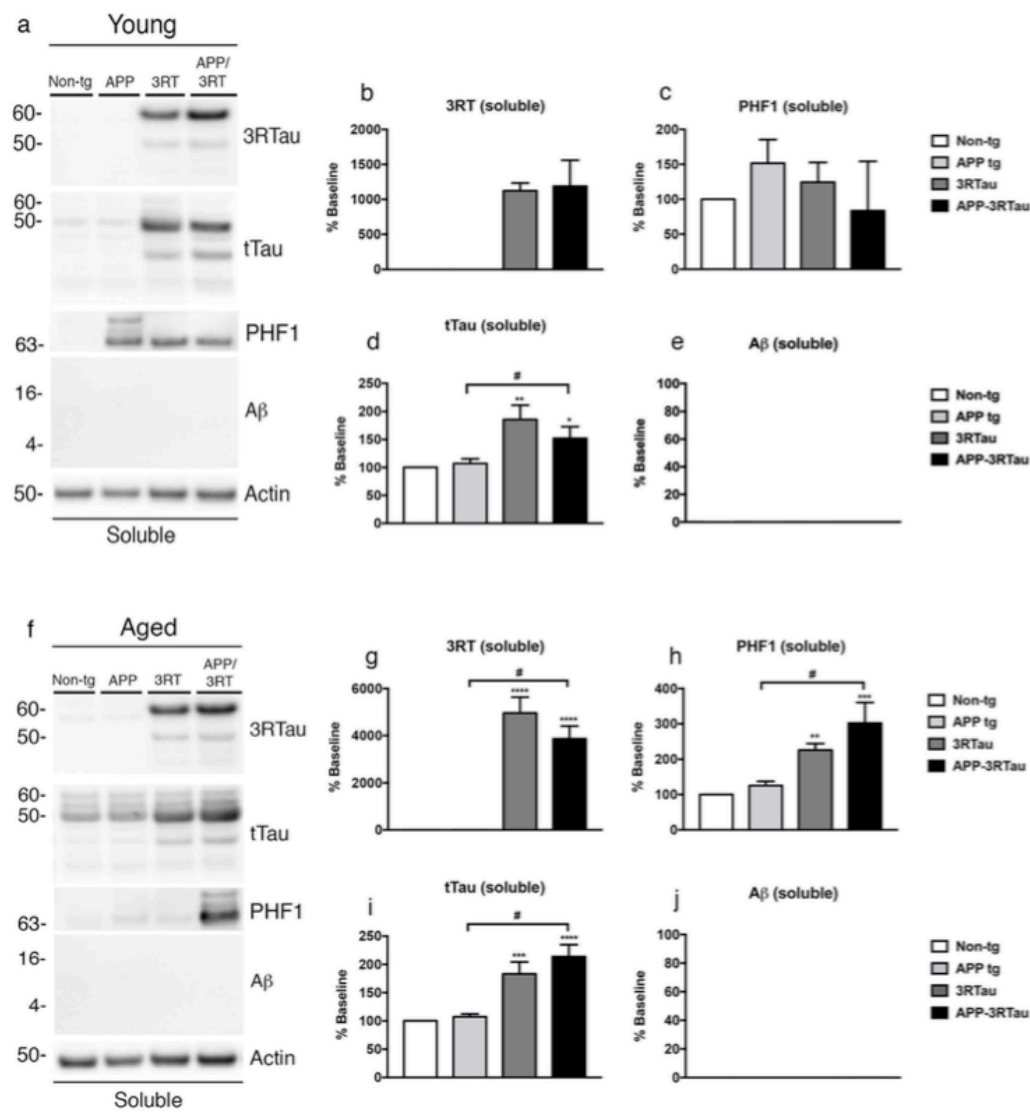 a
Young
Non-tg APP 3RT APP/
3RT
60-
50-
3RTau
60-
50-
tTau
63-
PHF1
16-
4-
Aβ
50-
Actin
Soluble
b
3RT (soluble)
% Baseline
2000
1500
1000
500
0
c
PHF1 (soluble)
% Baseline
200
150
100
50
0
Non-tg
APP tg
3RTau
APP-3RTau
d
tTau (soluble)
% Baseline
250
200
150
100
50
0
#
**
*
e
Aβ (soluble)
% Baseline
100
80
60
40
20
0
Non-tg
APP tg
3RTau
APP-3RTau
f
Aged
Non-tg APP 3RT APP/
3RT
60-
50-
3RTau
60-
50-
tTau
63-
PHF1
16-
4-
Aβ
50-
Actin
Soluble
g
3RT (soluble)
% Baseline
6000
4000
2000
0
#
****
****
h
PHF1 (soluble)
% Baseline
400
300
200
100
0
#
**
***
Non-tg
APP tg
3RTau
APP-3RTau
i
tTau (soluble)
% Baseline
250
200
150
100
50
0
#
***
****
j
Aβ (soluble)
% Baseline
100
80
60
40
20
0
Non-tg
APP tg
3RTau
APP-3RTau